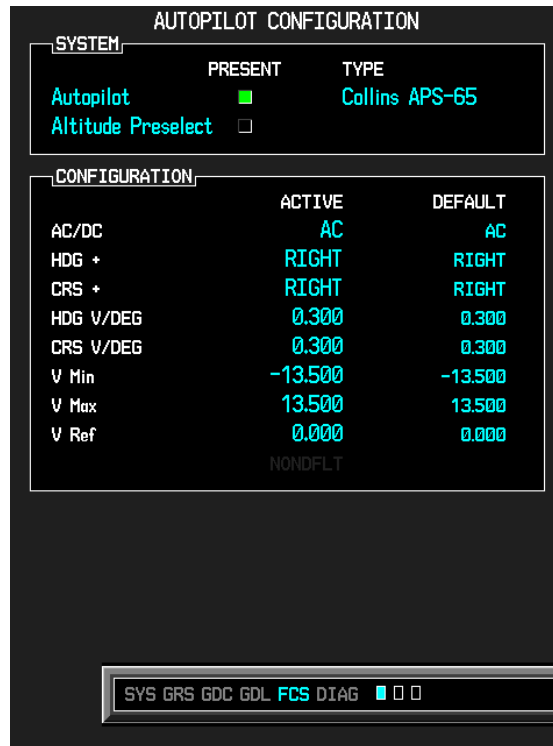 AUTOPILOT CONFIGURATION
SYSTEM
PRESENT TYPE
Autopilot Collins APS-65
Altitude Preselect
CONFIGURATION
ACTIVE DEFAULT
AC/DC AC AC
HDG + RIGHT RIGHT
CRS + RIGHT RIGHT
HDG V/DEG 0.300 0.300
CRS V/DEG 0.300 0.300
V Min -13.500 -13.500
V Max 13.500 13.500
V Ref 0.000 0.000
NONDFLT
SYS GRS GDC GDL FCS DIAG